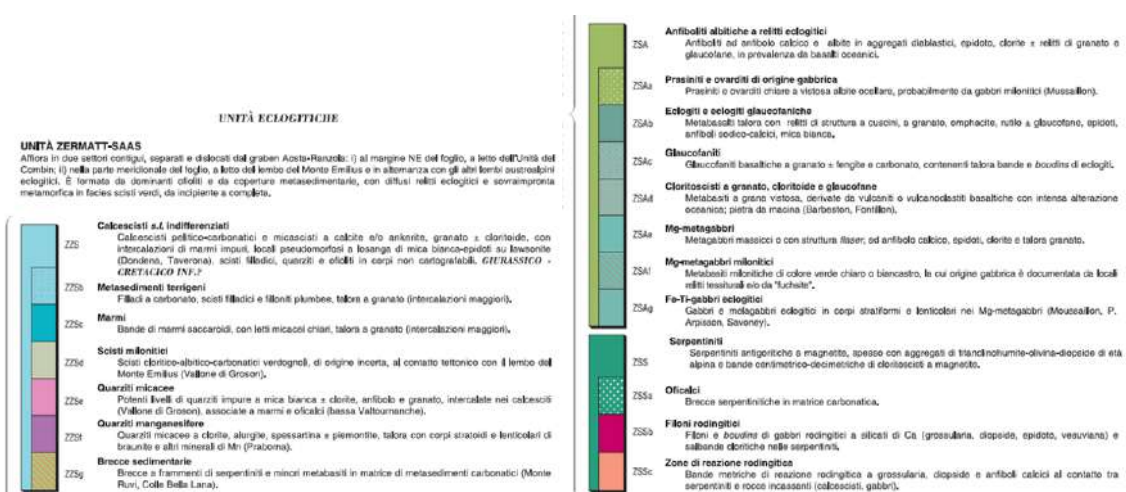 UNITÀ ECLOGITICHE
UNITÀ ZERMATT-SAAS
Affiora in due settori contigui, separati e dislocati dal graben Aosta-Ranzola: i) al margine NE del foglio, a letto dell'Unità del
Combin; ii) nella parte meridionale del foglio, a letto del lembo del Monte Emilius e in alternanza con gli altri lembi austroalpini
eclogitici. È formata da dominanti ofioliti e da coperture metasedimentarie, con diffusi relitti eclogitici e sovraimpronta
metamorfica in facies scisti verdi, da incipiente a completa.
ZZS
Calcescisti s.l. indifferenziati
Calcescisti pelitico-carbonatici e micascisti a calcite e/o ankerite, granato ± cloritoide, con
intercalazioni di marmi impuri, locali pseudomorfosi a losanga di mica bianca-epidoti su lawsonite
(Dondena, Taverona), scisti filladici, quarziti e ofioliti in corpi non cartografabili. GIURASSICO -
CRETACICO INF.?
ZZSb
Metasedimenti terrigeni
Filladi a carbonato, scisti filladici e filloniti plumbee, talora a granato (intercalazioni maggiori).
ZZSc
Marmi
Bande di marmi saccaroidi, con letti micacei chiari, talora a granato (intercalazioni maggiori).
ZZSd
Scisti milonitici
Scisti cloritico-albitico-carbonatici verdognoli, di origine incerta, al contatto tettonico con il lembo del
Monte Emilius (Vallone di Grosòn).
ZZSe
Quarziti micacee
Potenti livelli di quarziti impure a mica bianca ± clorite, anfibolo e granato, intercalate nei calcescisti
(Vallone di Grosòn), associate a marmi e oficalci (bassa Valtournanche).
ZZSf
Quarziti manganesifere
Quarziti micacee a clorite, alurgite, spessartina ± piemontite, talora con corpi stratoidi e lenticolari di
braunite e altri minerali di Mn (Praborna).
ZZSg
Brecce sedimentarie
Brecce a frammenti di serpentiniti e minori metabasiti in matrice di metasedimenti carbonatici (Monte
Ruvi, Colle Bella Lana).
ZSA
Anfiboliti albitiche a relitti eclogitici
Anfiboliti ad anfibolo calcico e albite in aggregati diablastici, epidoto, clorite ± relitti di granato e
glaucofane, in prevalenza da basalti oceanici.
ZSAa
Prasiniti e ovarditi di origine gabbrica
Prasiniti e ovarditi chiare a vistosa albite ocellare, probabilmente da gabbri milonitici (Mussaillon).
ZSAb
Eclogiti e eclogiti glaucofaniche
Metabasalti talora con relitti di struttura a cuscini, a granato, omphacite, rutilo ± glaucofane, epidoti,
anfiboli sodico-calcici, mica bianca.
ZSAc
Glaucofaniti
Glaucofaniti basaltiche a granato ± fengite e carbonato, contenenti talora bande e boudins di eclogiti.
ZSAd
Cloritoscisti a granato, cloritoide e glaucofane
Metabasiti a grana vistosa, derivate da vulcaniti o vulcanoclastiti basaltiche con intensa alterazione
oceanica; pietra da macina (Barbeston, Fontillon).
ZSAe
Mg-metagabbri
Metagabbri massicci o con struttura flaser, ad anfibolo calcico, epidoti, clorite e talora granato.
ZSAf
Mg-metagabbri milonitici
Metabasiti milonitiche di colore verde chiaro o biancastro, la cui origine gabbrica è documentata da locali
relitti tessiturali e/o da "fuchsite".
ZSAg
Fe-Ti-gabbri eclogitici
Gabbri e metagabbri eclogitici in corpi stratiformi e lenticolari nei Mg-metagabbri (Moussaillon, P.
Arpisson, Savoney).
ZSS
Serpentiniti
Serpentiniti antigoritiche a magnetite, spesso con aggregati di titanclinohumite-olivina-diopside di età
alpina e bande centimetrico-decimetriche di cloritoscisti a magnetite.
ZSSa
Oficalci
Brecce serpentinitiche in matrice carbonatica.
ZSSb
Filoni rodingitici
Filoni e boudins di gabbri rodingitici a silicati di Ca (grossularia, diopside, epidoto, vesuviana) e
salbande cloritiche nelle serpentiniti.
ZSSc
Zone di reazione rodingitica
Bande metriche di reazione rodingitica a grossularia, diopside e anfiboli calcici al contatto tra
serpentiniti e rocce incassanti (calcescisti, gabbri).